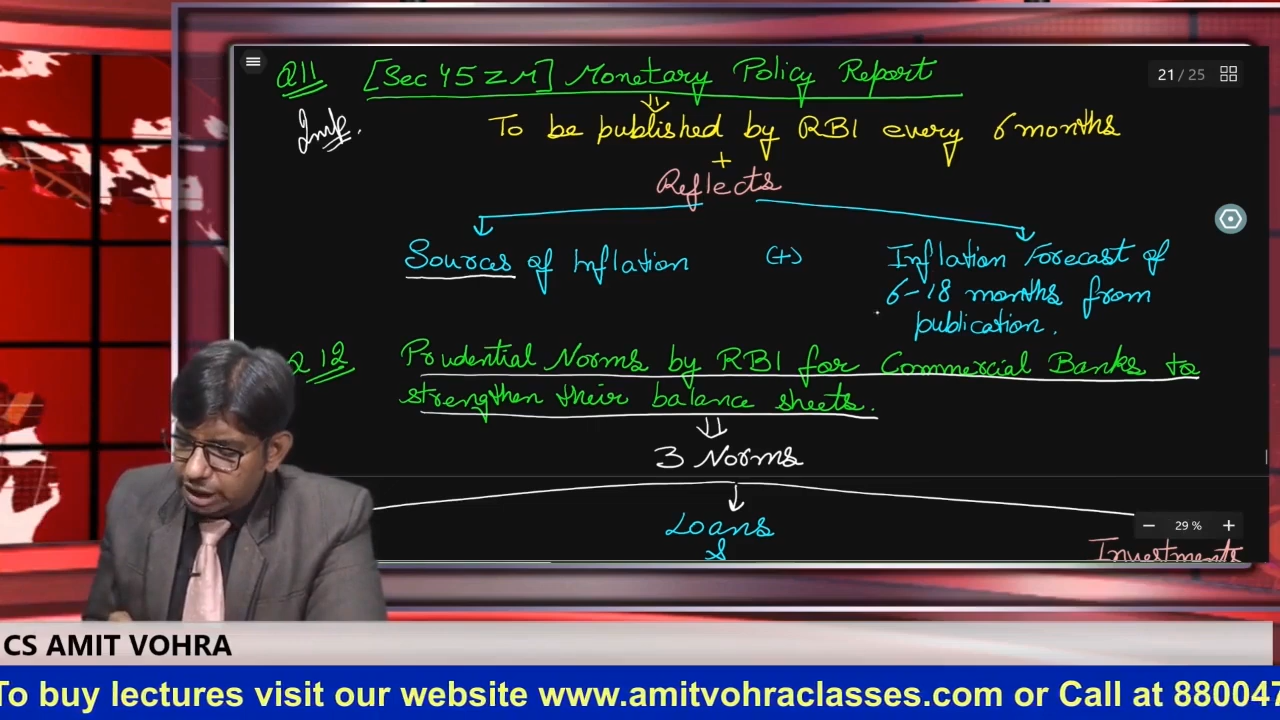 Q11 [Sec 45 Z M] Monetary Policy Report
21 / 25
Imp.
To be published by RBI every 6 months
+
Reflects
Sources of Inflation (+) Inflation Forecast of
6-18 months from
publication.
Q 12 Prudential Norms by RBI for Commercial Banks to
strengthen their balance sheets.
3 Norms
Loans
&
Investments
29 %
CS AMIT VOHRA
To buy lectures visit our website www.amitvohraclasses.com or Call at 880047